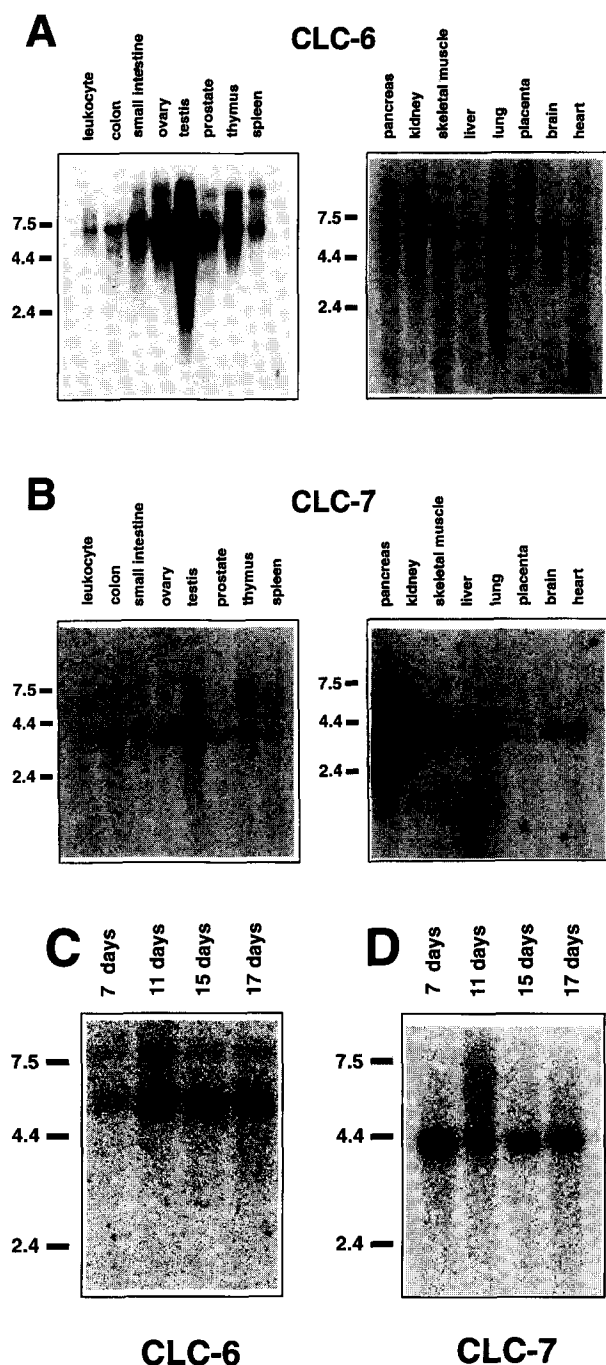 A
CLC-6
leukocyte
colon
small intestine
ovary
testis
prostate
thymus
spleen
pancreas
kidney
skeletal muscle
liver
lung
placenta
brain
heart
7.5
4.4
2.4
7.5
4.4
2.4
B
CLC-7
leukocyte
colon
small intestine
ovary
testis
prostate
thymus
spleen
pancreas
kidney
skeletal muscle
liver
lung
placenta
brain
heart
7.5
4.4
2.4
7.5
4.4
2.4
C
7 days
11 days
15 days
17 days
7.5
4.4
2.4
CLC-6
D
7 days
11 days
15 days
17 days
7.5
4.4
2.4
CLC-7